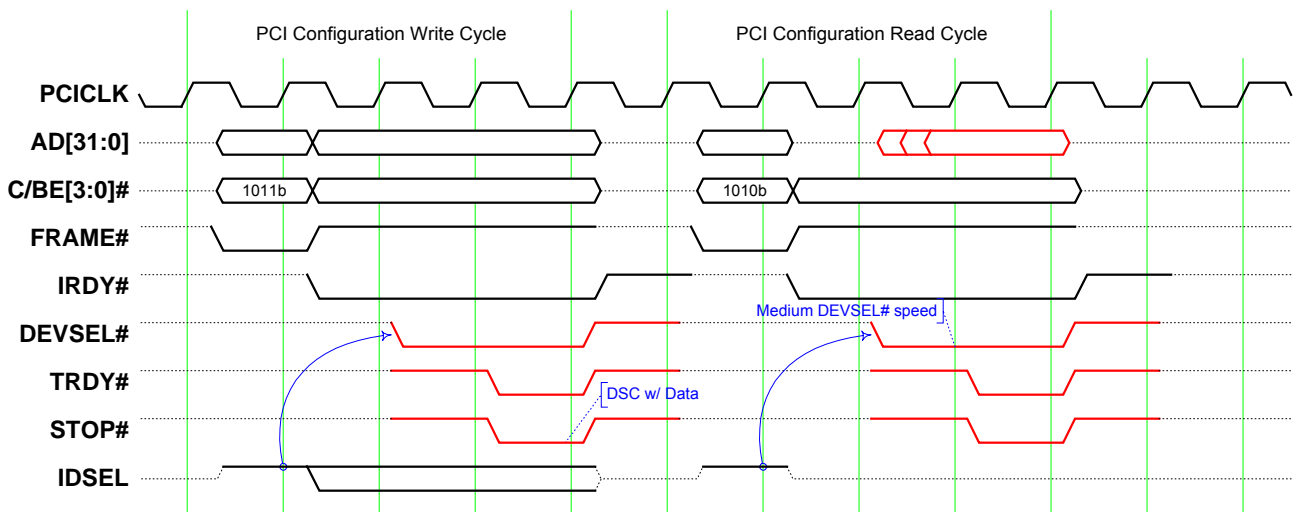 PCI Configuration Write Cycle
PCI Configuration Read Cycle
PCICLK
AD[31:0]
C/BE[3:0]#
1011b
1010b
FRAME#
IRDY#
Medium DEVSEL# speed
DEVSEL#
TRDY#
DSC w/ Data
STOP#
IDSEL